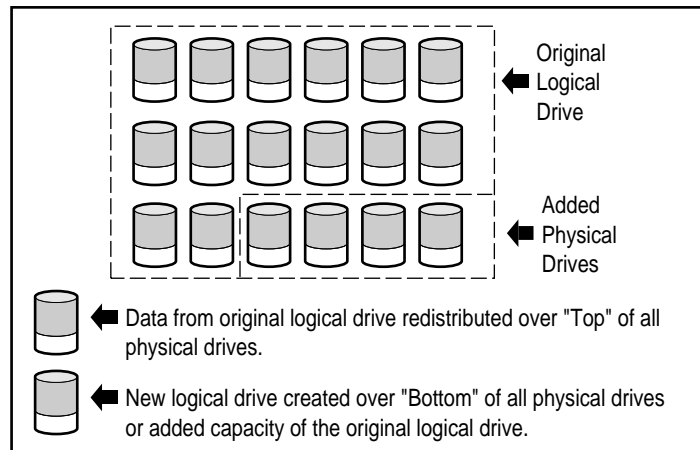 Original
Logical
Drive
Added
Physical
Drives
Data from original logical drive redistributed over "Top" of all
physical drives.
New logical drive created over "Bottom" of all physical drives
or added capacity of the original logical drive.